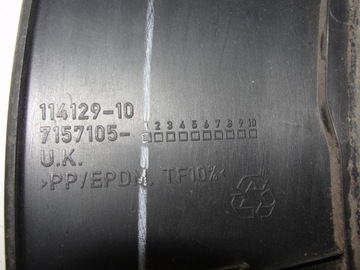 114129-10
1 2 3 4 5 6 7 8 9 10
7157105-
U.K.
>PP/EPDM. TF10%<